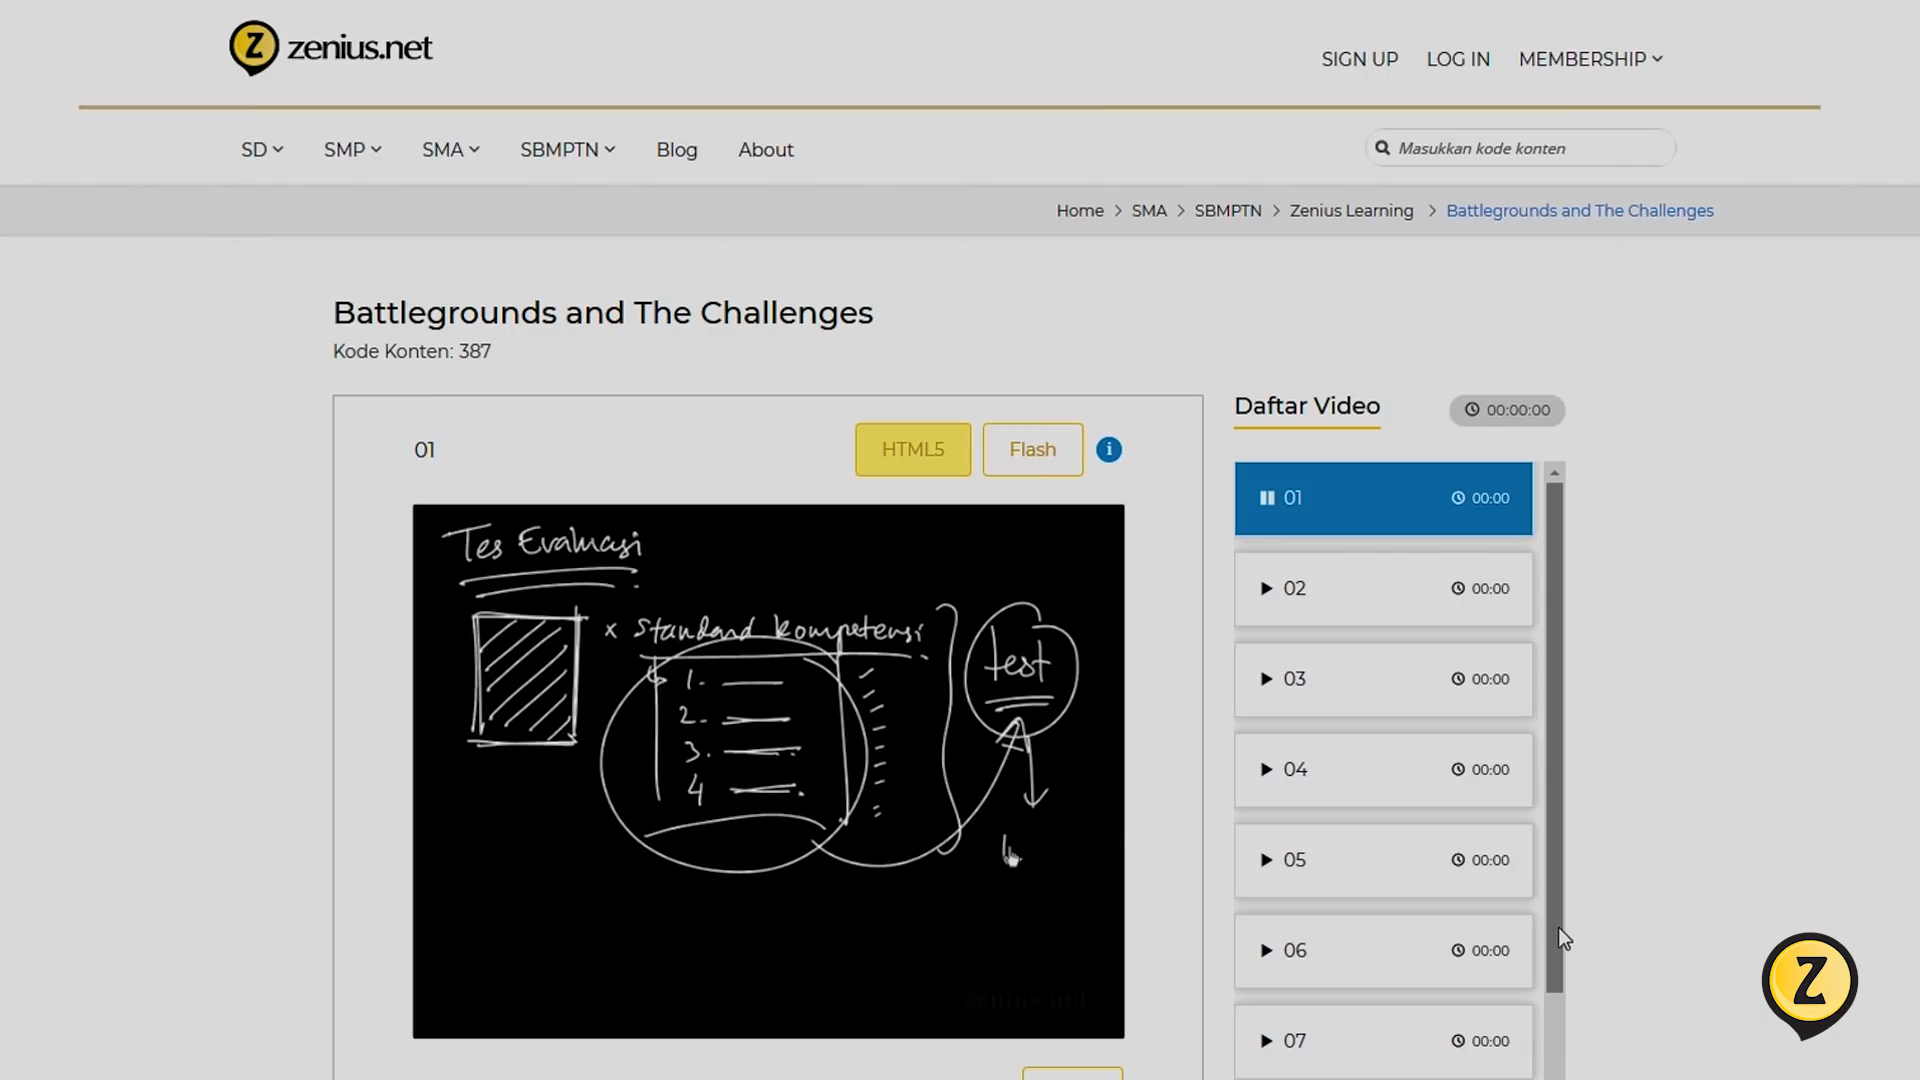 Z zenius.net
SIGN UP LOG IN MEMBERSHIP
SD SMP SMA SBMPTN Blog About
Masukkan kode konten
Home > SMA > SBMPTN > Zenius Learning > Battlegrounds and The Challenges
Battlegrounds and The Challenges
Kode Konten: 387
01
HTML5 Flash i
Tes Evaluasi
x Standard kompetensi
1.
2.
3.
4
test
Daftar Video 00:00:00
01 00:00
02 00:00
03 00:00
04 00:00
05 00:00
06 00:00
07 00:00
zenius.net
Z